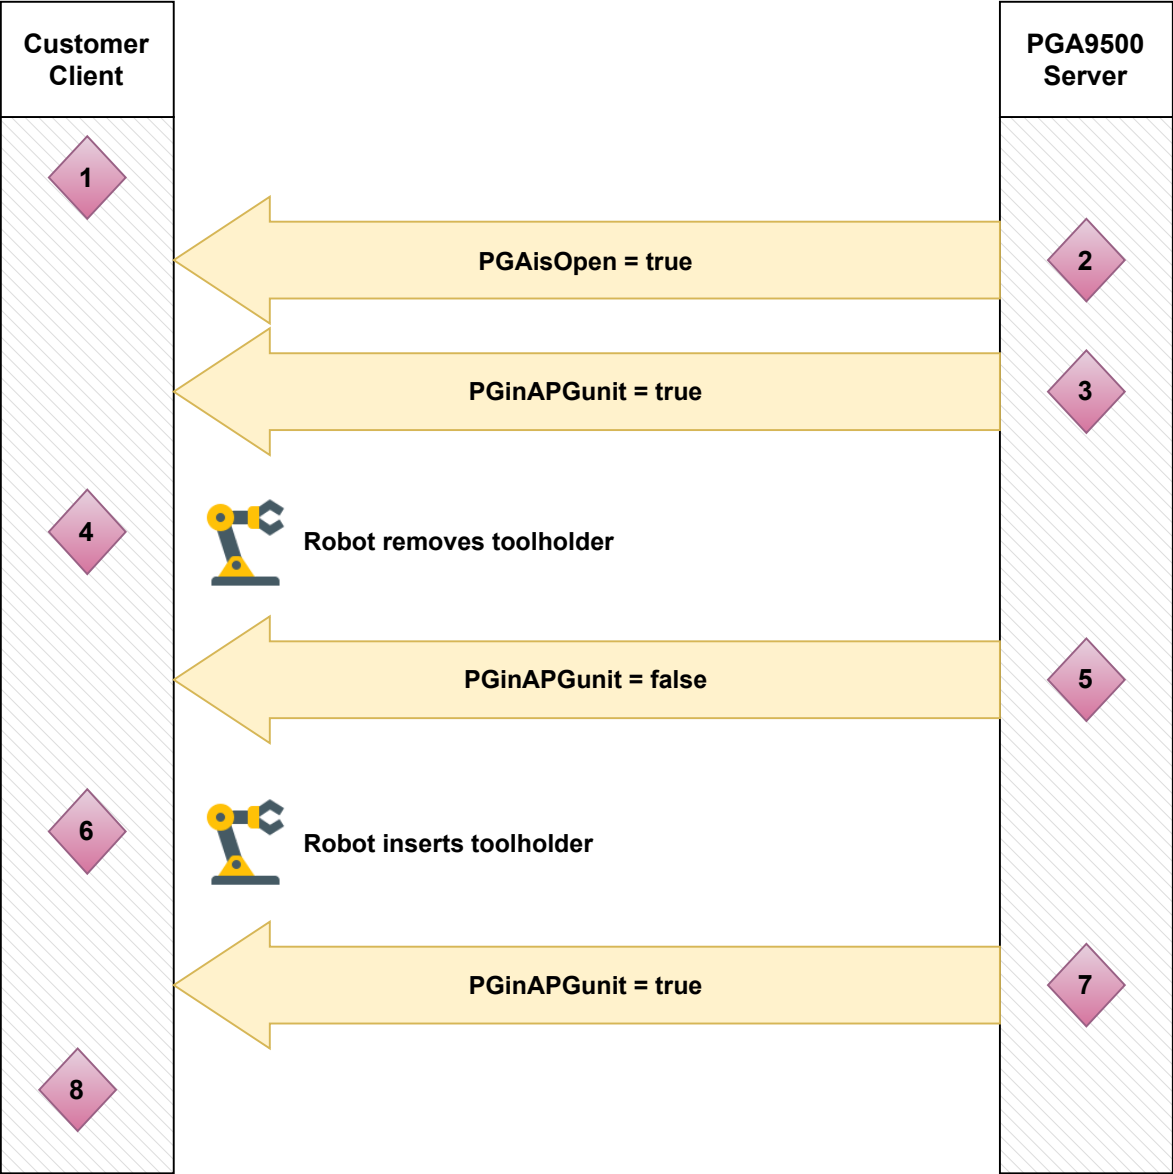 Customer
Client
PGA9500
Server
1
PGAisOpen = true
2
PGinAPGunit = true
3
4
Robot removes toolholder
PGinAPGunit = false
5
6
Robot inserts toolholder
PGinAPGunit = true
7
8